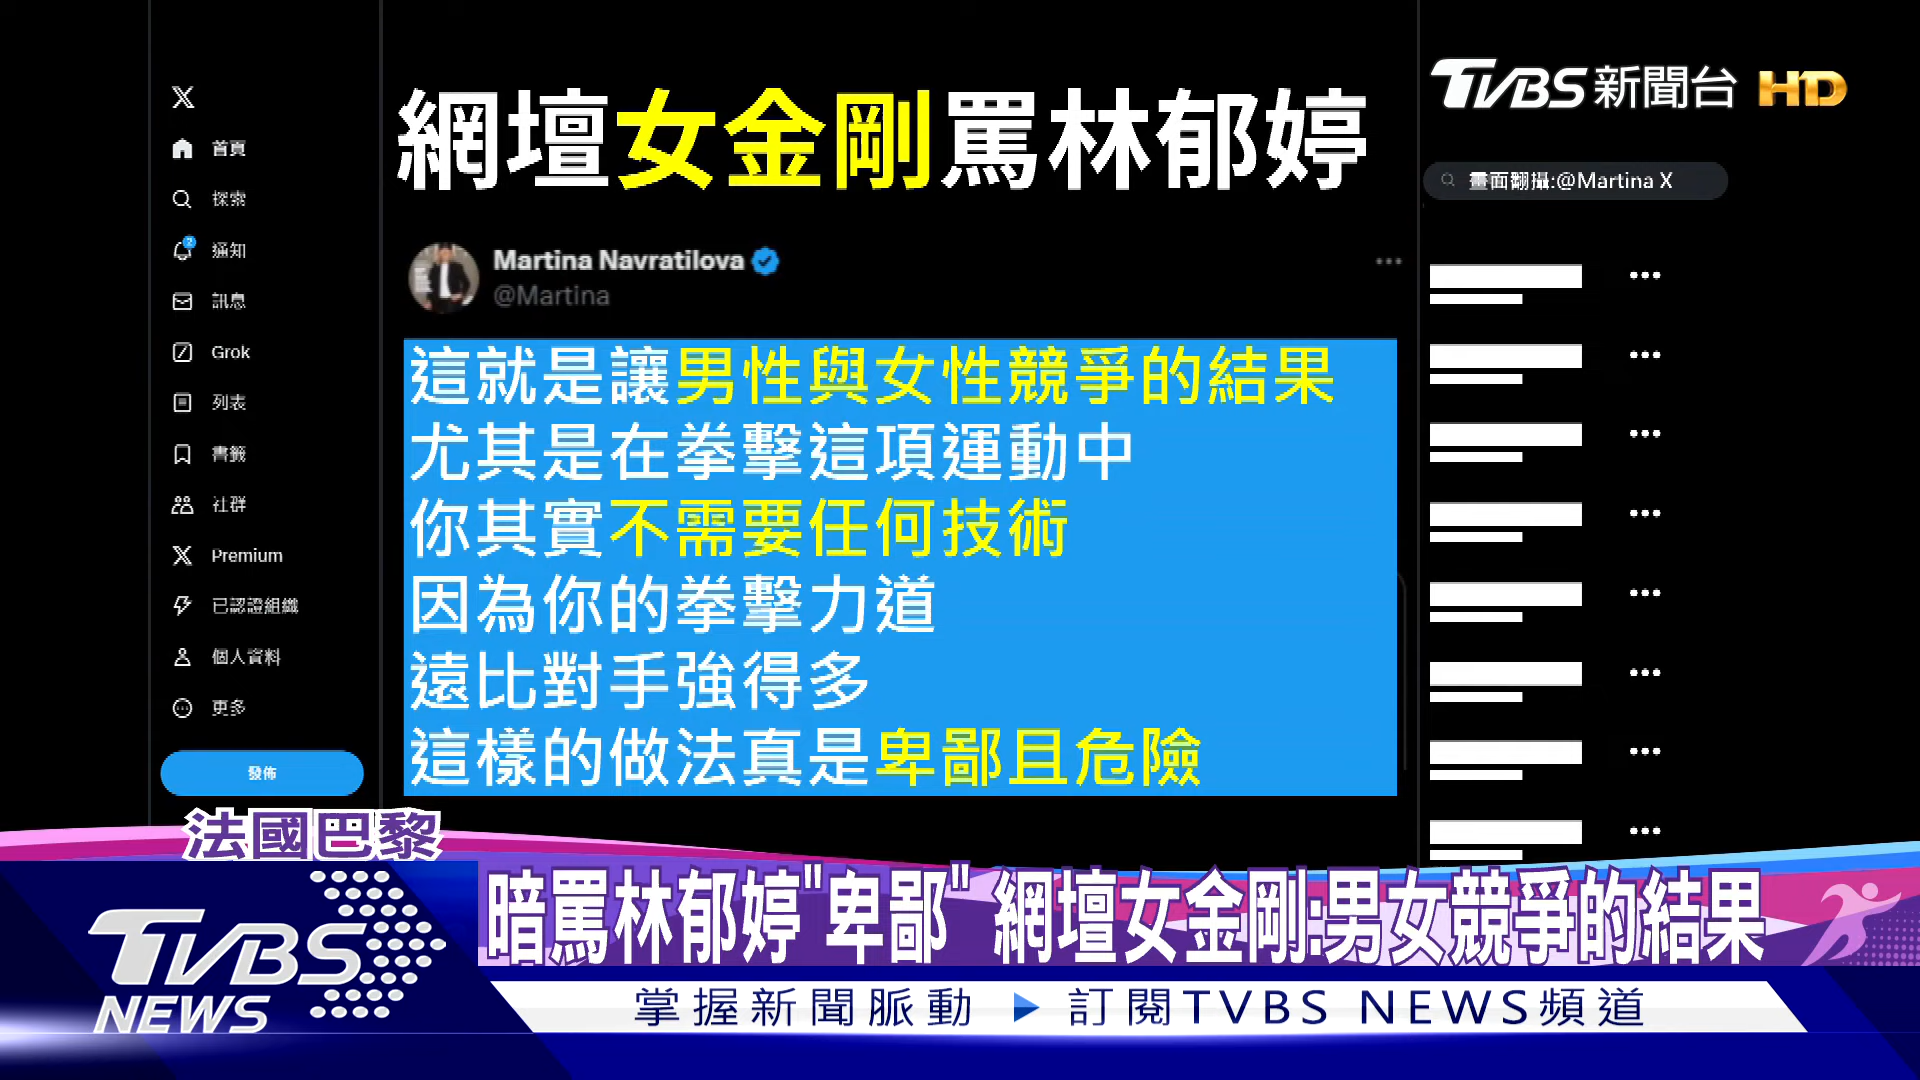 網壇女金剛罵林郁婷
TVBS新聞台 HD
畫面翻攝:@Martina X
首頁
探索
2
通知
訊息
Grok
列表
書籤
社群
Premium
已認證組織
個人資料
更多
發佈
Martina Navratilova
@Martina
這就是讓男性與女性競爭的結果
尤其是在拳擊這項運動中
你其實不需要任何技術
因為你的拳擊力道
遠比對手強得多
這樣的做法真是卑鄙且危險
法國巴黎
暗罵林郁婷"卑鄙" 網壇女金剛:男女競爭的結果
TVBS
NEWS
掌握新聞脈動 ▶ 訂閱TVBS NEWS頻道